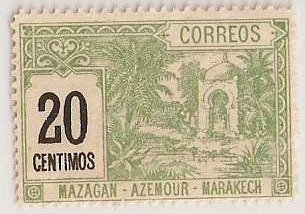 CORREOS
20
CENTIMOS
MAZAGAN - AZEMOUR - MARAKECH